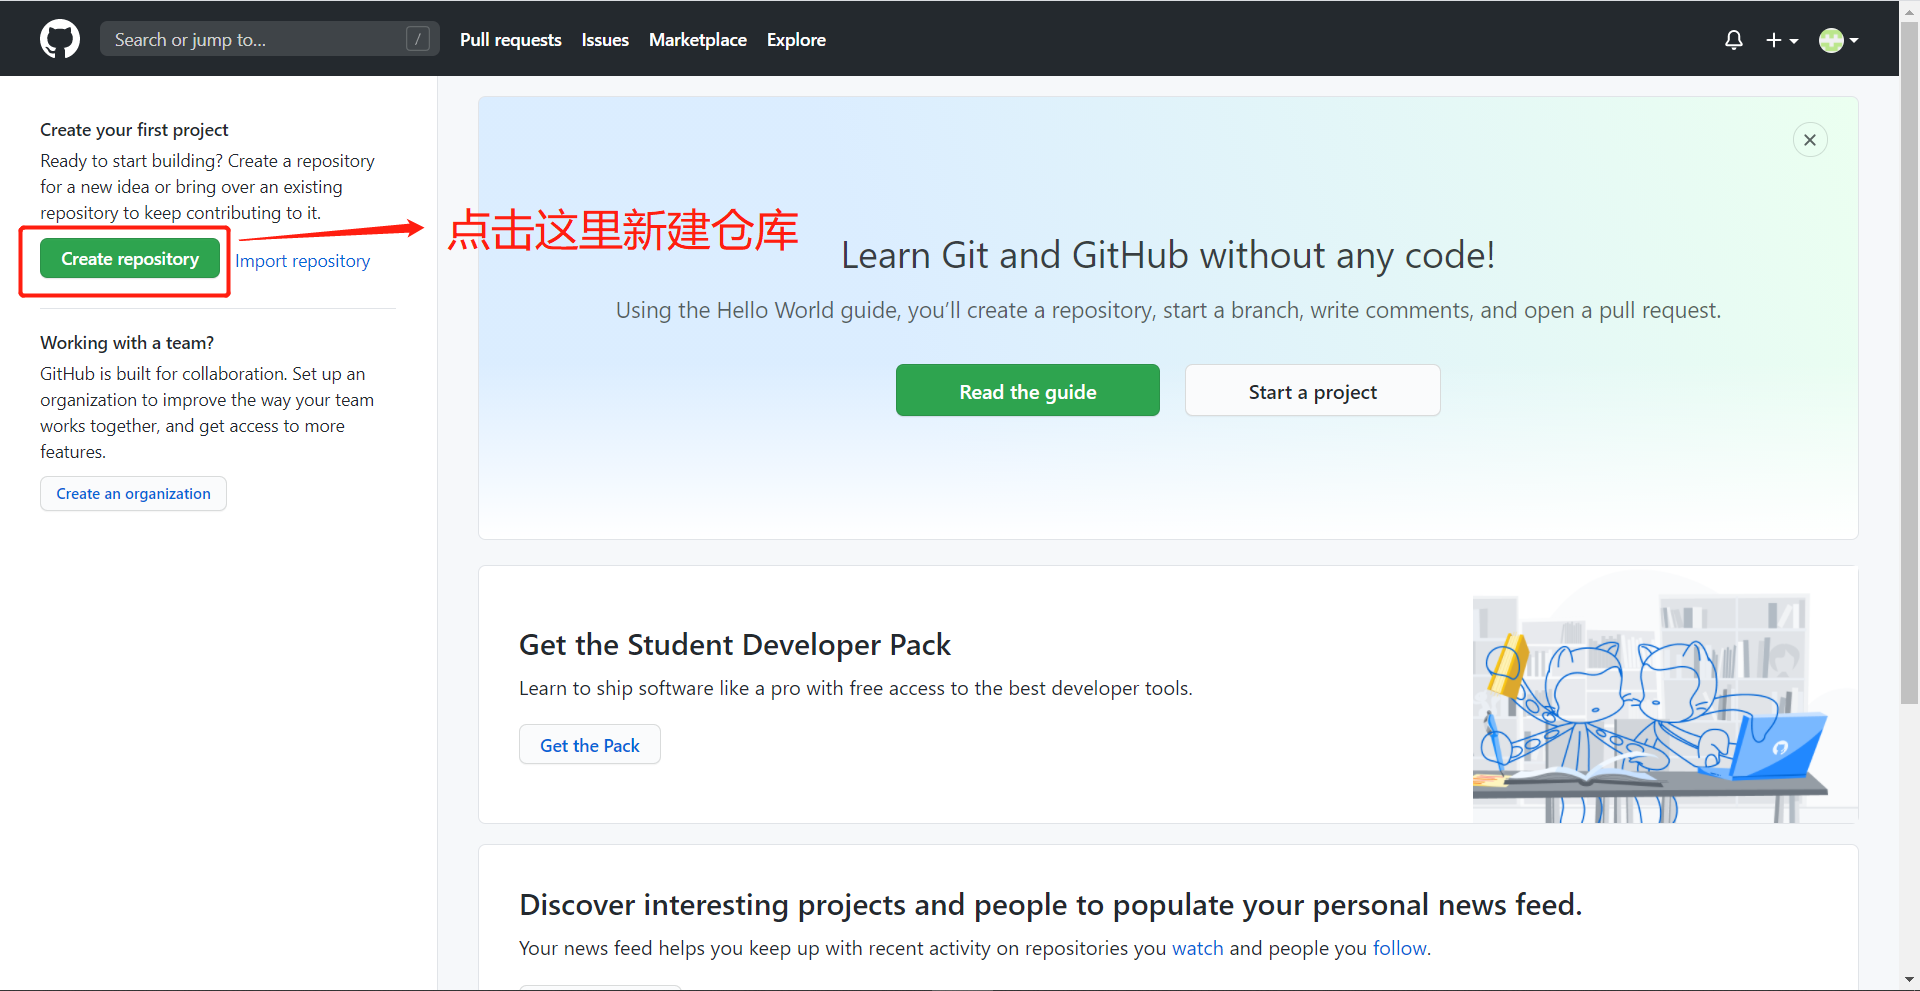 Search or jump to... /
Pull requests Issues Marketplace Explore
Create your first project
Ready to start building? Create a repository
for a new idea or bring over an existing
repository to keep contributing to it.
Create repository Import repository
点击这里新建仓库
Working with a team?
GitHub is built for collaboration. Set up an
organization to improve the way your team
works together, and get access to more
features.
Create an organization
Learn Git and GitHub without any code!
Using the Hello World guide, you’ll create a repository, start a branch, write comments, and open a pull request.
Read the guide Start a project
Get the Student Developer Pack
Learn to ship software like a pro with free access to the best developer tools.
Get the Pack
Discover interesting projects and people to populate your personal news feed.
Your news feed helps you keep up with recent activity on repositories you watch and people you follow.